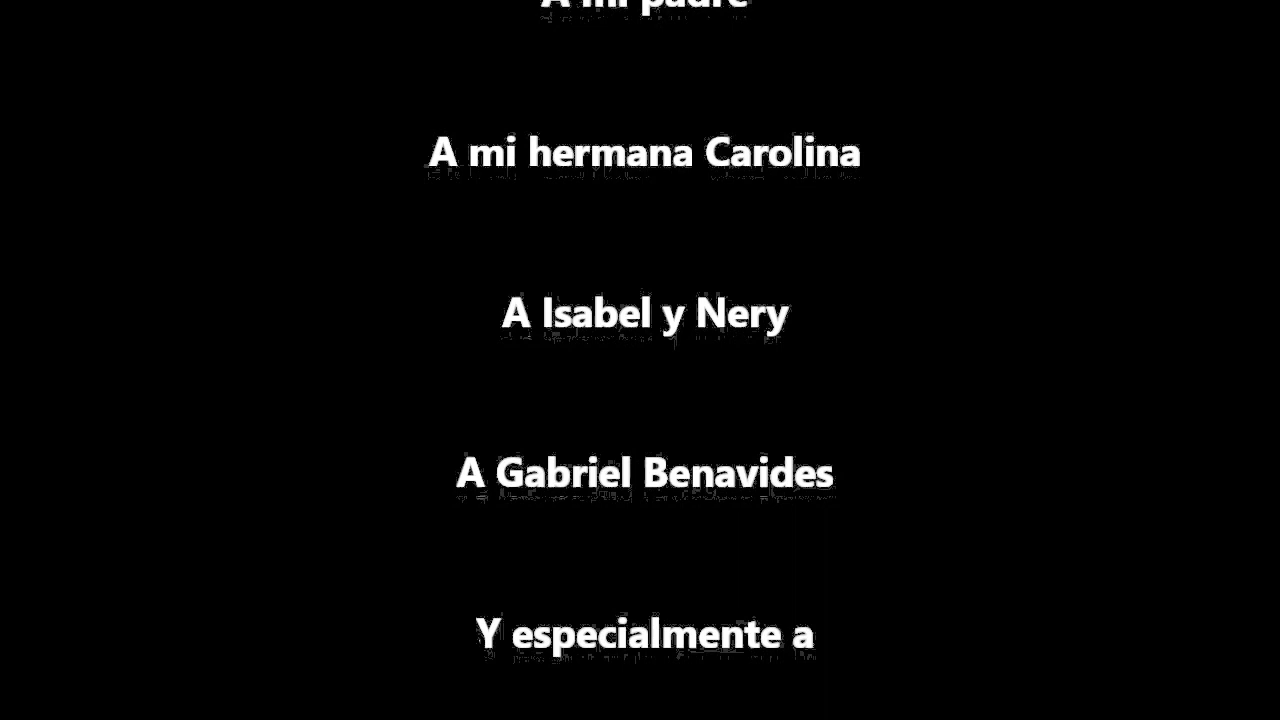 A mi padre
A mi hermana Carolina
A Isabel y Nery
A Gabriel Benavides
Y especialmente a